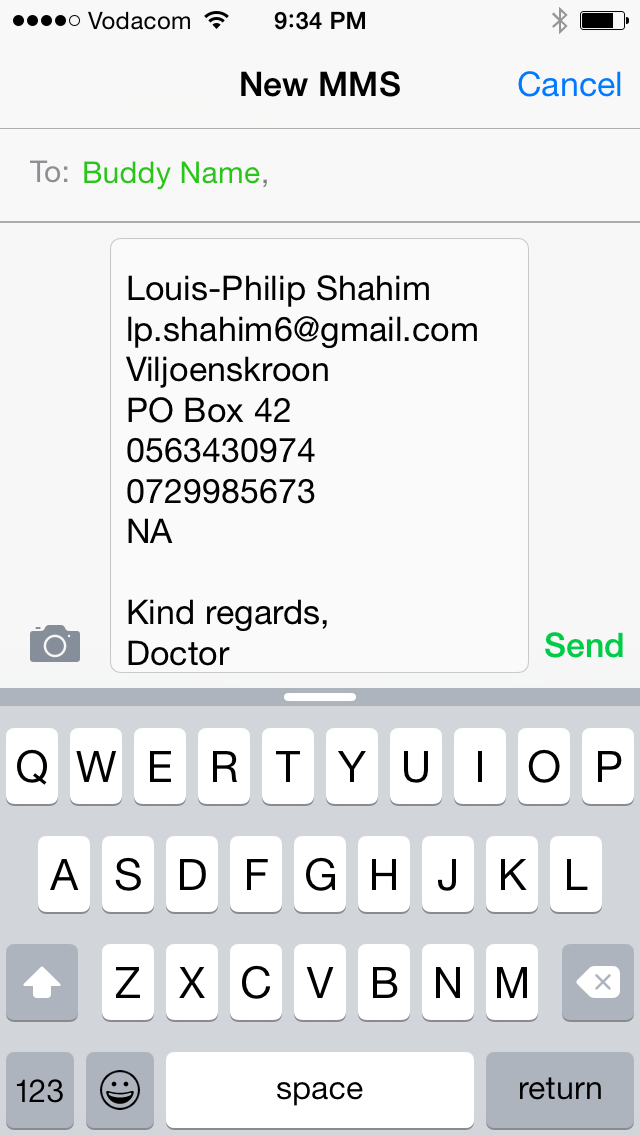 Vodacom 9:34 PM
New MMS Cancel
To: Buddy Name,
Louis-Philip Shahim
lp.shahim6@gmail.com
Viljoenskroon
PO Box 42
0563430974
0729985673
NA
Kind regards,
Doctor
Send
Q W E R T Y U I O P
A S D F G H J K L
Z X C V B N M
123 space return